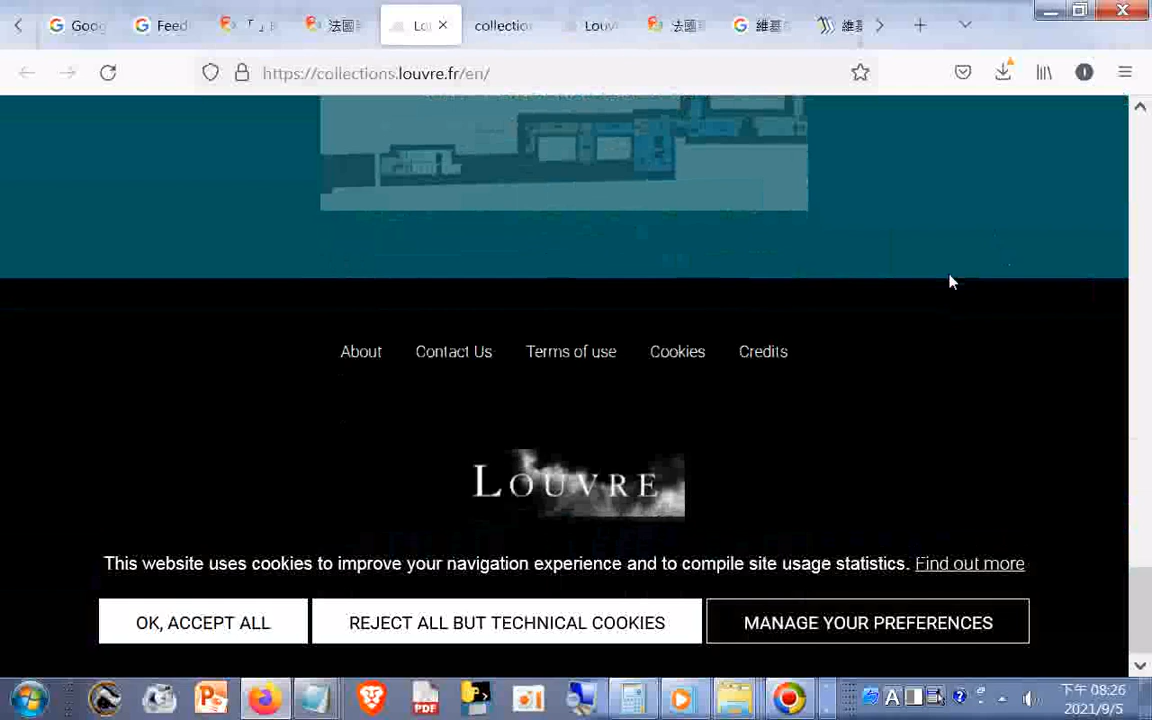 Goog
Feed
「」
法國
Lou
collection
Louv
法國
維基
維基
https://collections.louvre.fr/en/
About Contact Us Terms of use Cookies Credits
LOUVRE
This website uses cookies to improve your navigation experience and to compile site usage statistics. Find out more
OK, ACCEPT ALL
REJECT ALL BUT TECHNICAL COOKIES
MANAGE YOUR PREFERENCES
PDF
A
下午 08:26
2021/9/5